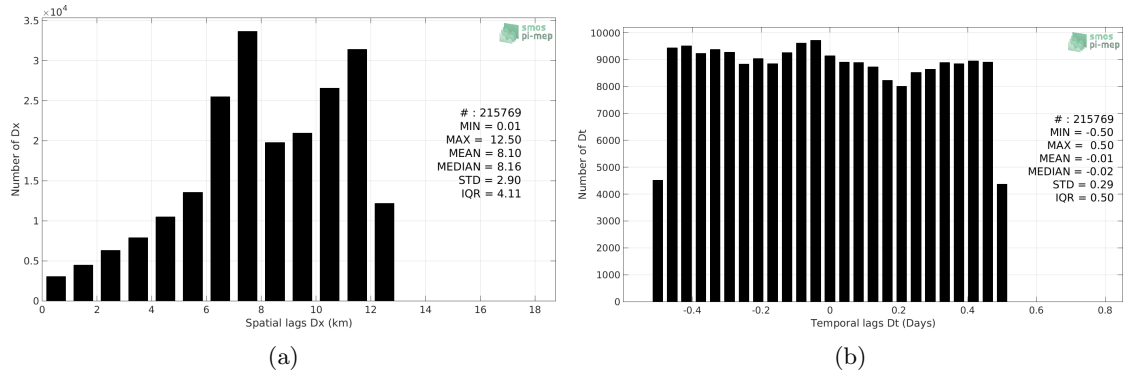 ×10⁴
3.5
3
2.5
2
1.5
1
0.5
0
Number of Dx
smos
pi-mep
# : 215769
MIN = 0.01
MAX = 12.50
MEAN = 8.10
MEDIAN = 8.16
STD = 2.90
IQR = 4.11
0 2 4 6 8 10 12 14 16 18
Spatial lags Dx (km)
(a)
10000
9000
8000
7000
6000
5000
4000
3000
2000
1000
0
Number of Dt
smos
pi-mep
# : 215769
MIN = -0.50
MAX = 0.50
MEAN = -0.01
MEDIAN = -0.02
STD = 0.29
IQR = 0.50
-0.4 -0.2 0 0.2 0.4 0.6 0.8
Temporal lags Dt (Days)
(b)